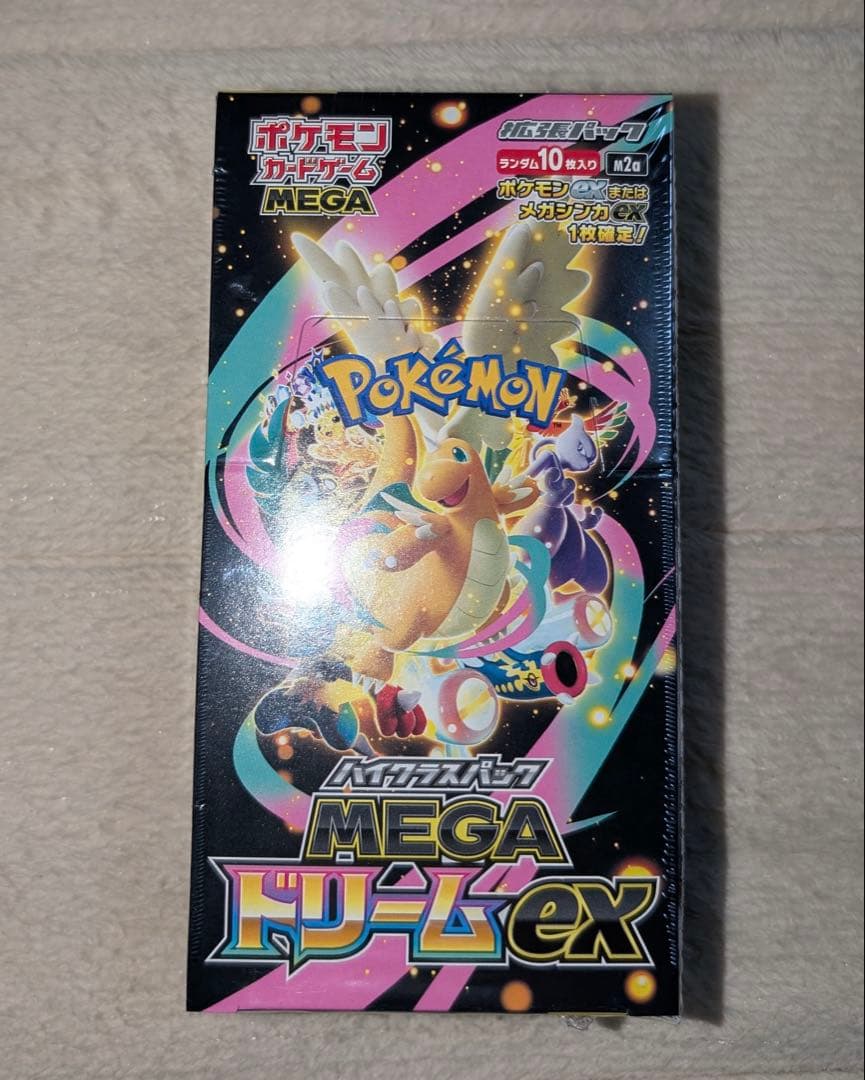 ポケモン
カードゲーム
MEGA
拡張パック
ランダム10枚入り M2a
ポケモンexまたは
メガシンカex
1枚確定!
POKéMON
TM
ハイクラスパック
MEGA
ドリームex